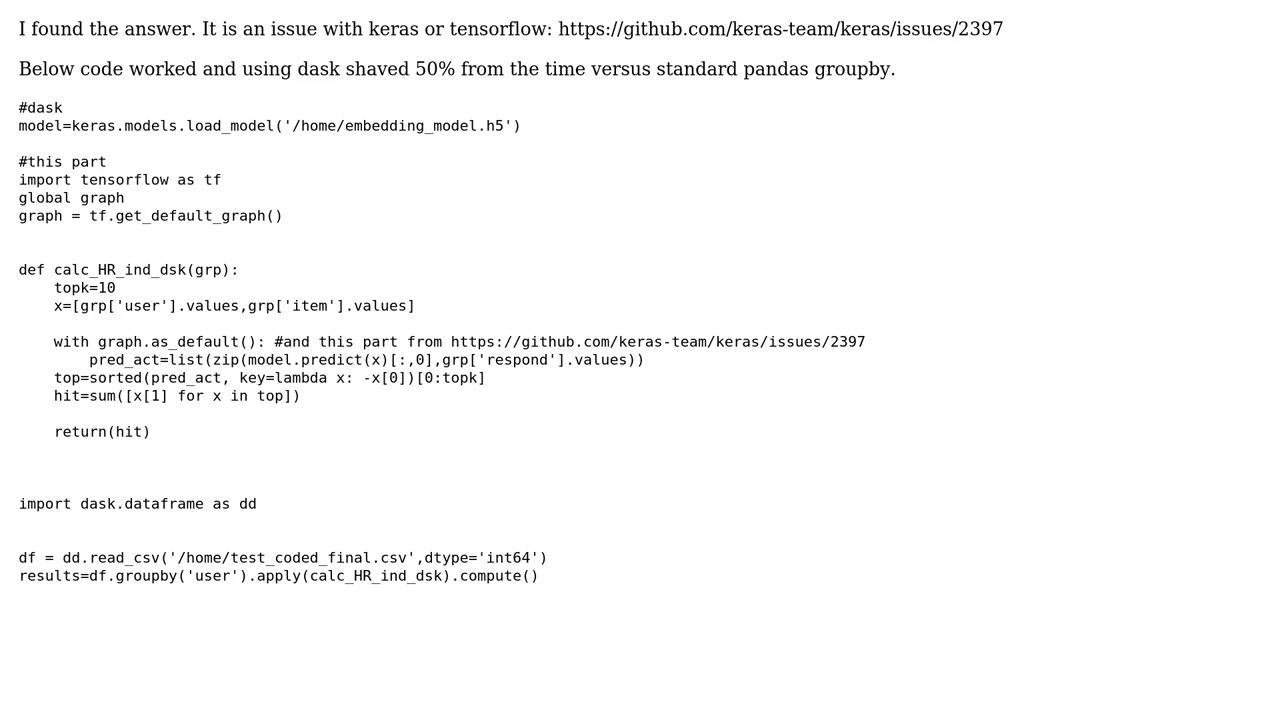 I found the answer. It is an issue with keras or tensorflow: https://github.com/keras-team/keras/issues/2397
Below code worked and using dask shaved 50% from the time versus standard pandas groupby.
#dask
model=keras.models.load_model('/home/embedding_model.h5')
#this part
import tensorflow as tf
global graph
graph = tf.get_default_graph()
def calc_HR_ind_dsk(grp):
    topk=10
    x=[grp['user'].values,grp['item'].values]
    with graph.as_default(): #and this part from https://github.com/keras-team/keras/issues/2397
        pred_act=list(zip(model.predict(x)[:,0],grp['respond'].values))
    top=sorted(pred_act, key=lambda x: -x[0])[0:topk]
    hit=sum([x[1] for x in top])
    return(hit)
import dask.dataframe as dd
df = dd.read_csv('/home/test_coded_final.csv',dtype='int64')
results=df.groupby('user').apply(calc_HR_ind_dsk).compute()